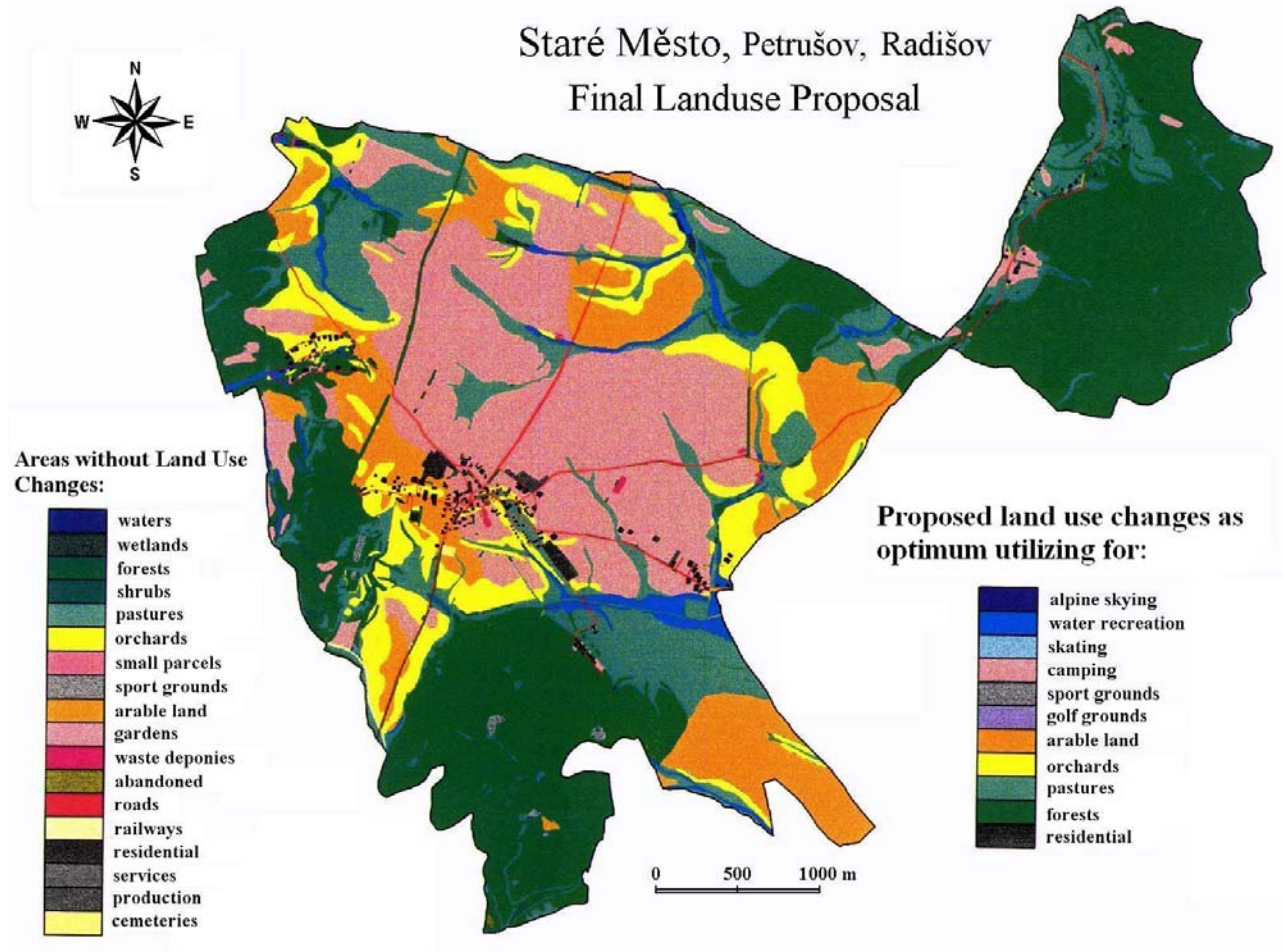 Staré Město, Petrušov, Radišov
Final Landuse Proposal
N
W E
S
Areas without Land Use
Changes:
waters
wetlands
forests
shrubs
pastures
orchards
small parcels
sport grounds
arable land
gardens
waste deponies
abandoned
roads
railways
residential
services
production
cemeteries
Proposed land use changes as
optimum utilizing for:
alpine skying
water recreation
skating
camping
sport grounds
golf grounds
arable land
orchards
pastures
forests
residential
0 500 1000 m